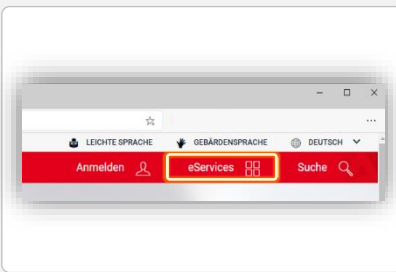 LEICHTE SPRACHE GEBÄRDENSPRACHE DEUTSCH
Anmelden eServices Suche